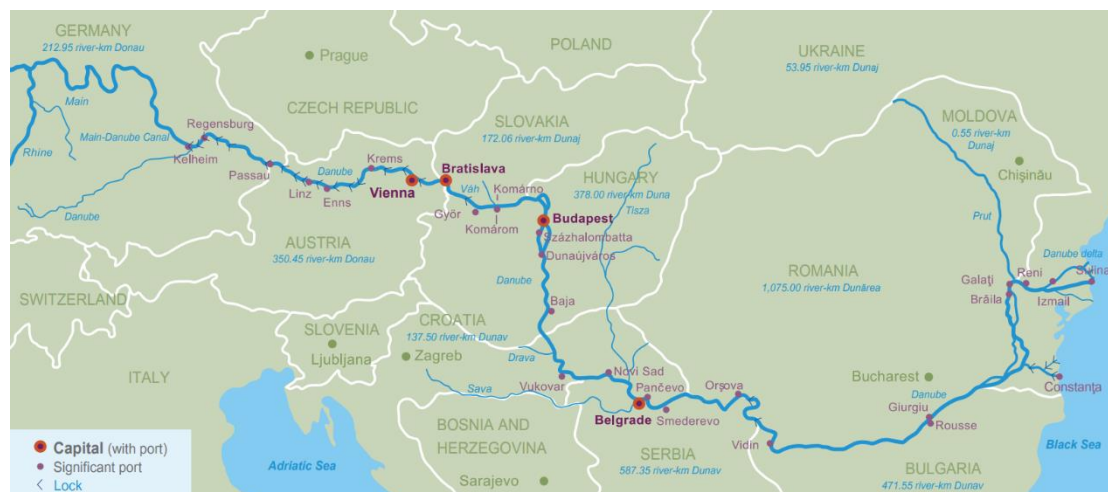 GERMANY
212.95 river-km Donau
Prague
POLAND
UKRAINE
53.95 river-km Dunaj
Main
CZECH REPUBLIC
SLOVAKIA
172.06 river-km Dunaj
MOLDOVA
0.55 river-km
Dunaj
Chişinău
Regensburg
Main-Danube Canal
Rhine
Kelheim
Passau
Danube
Krems
Linz
Enns
Vienna
Bratislava
Váh
Komárno
Györ
Komárom
HUNGARY
378.00 river-km Duna
Tisza
Budapest
Százhalombatta
Dunaújváros
Danube
Danube
Baja
Prut
AUSTRIA
350.45 river-km Donau
ROMANIA
1,075.00 river-km Dunărea
Danube delta
Galaţi
Reni
Sulina
Brăila
Izmail
SWITZERLAND
SLOVENIA
Ljubljana
CROATIA
137.50 river-km Dunav
Zagreb
Drava
Sava
Vukovar
Novi Sad
Pančevo
Orşova
Belgrade
Smederevo
Bucharest
Danube
Giurgiu
Rousse
Constanţa
ITALY
BOSNIA AND
HERZEGOVINA
Sarajevo
SERBIA
587.35 river-km Dunav
Vidin
BULGARIA
471.55 river-km Dunav
Black Sea
Adriatic Sea
Capital (with port)
Significant port
Lock